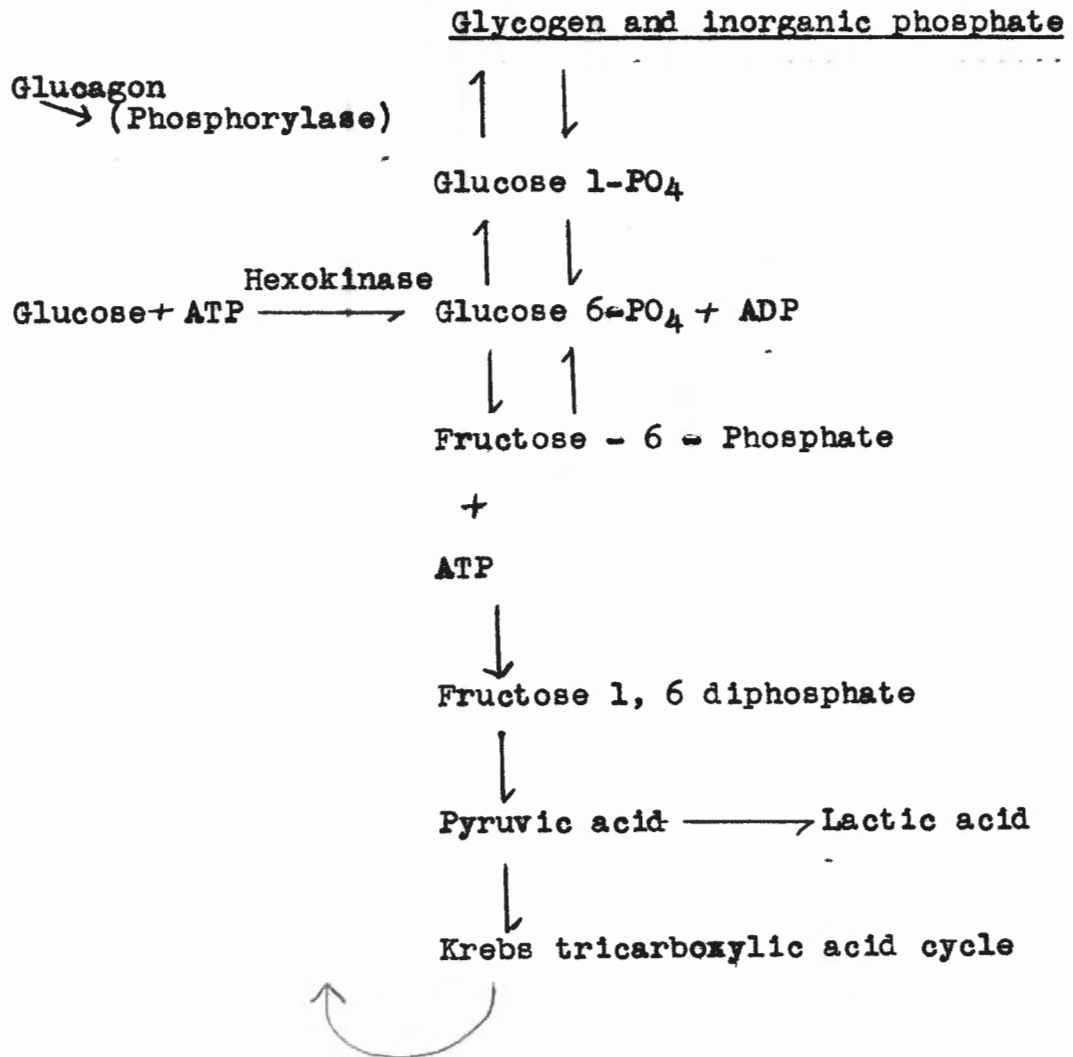 Glycogen and inorganic phosphate
Glucagon
(Phosphorylase)
Glucose 1-PO4
Hexokinase
Glucose + ATP Glucose 6-PO4 + ADP
Fructose - 6 - Phosphate
+
ATP
Fructose 1, 6 diphosphate
Pyruvic acid Lactic acid
Krebs tricarboxylic acid cycle